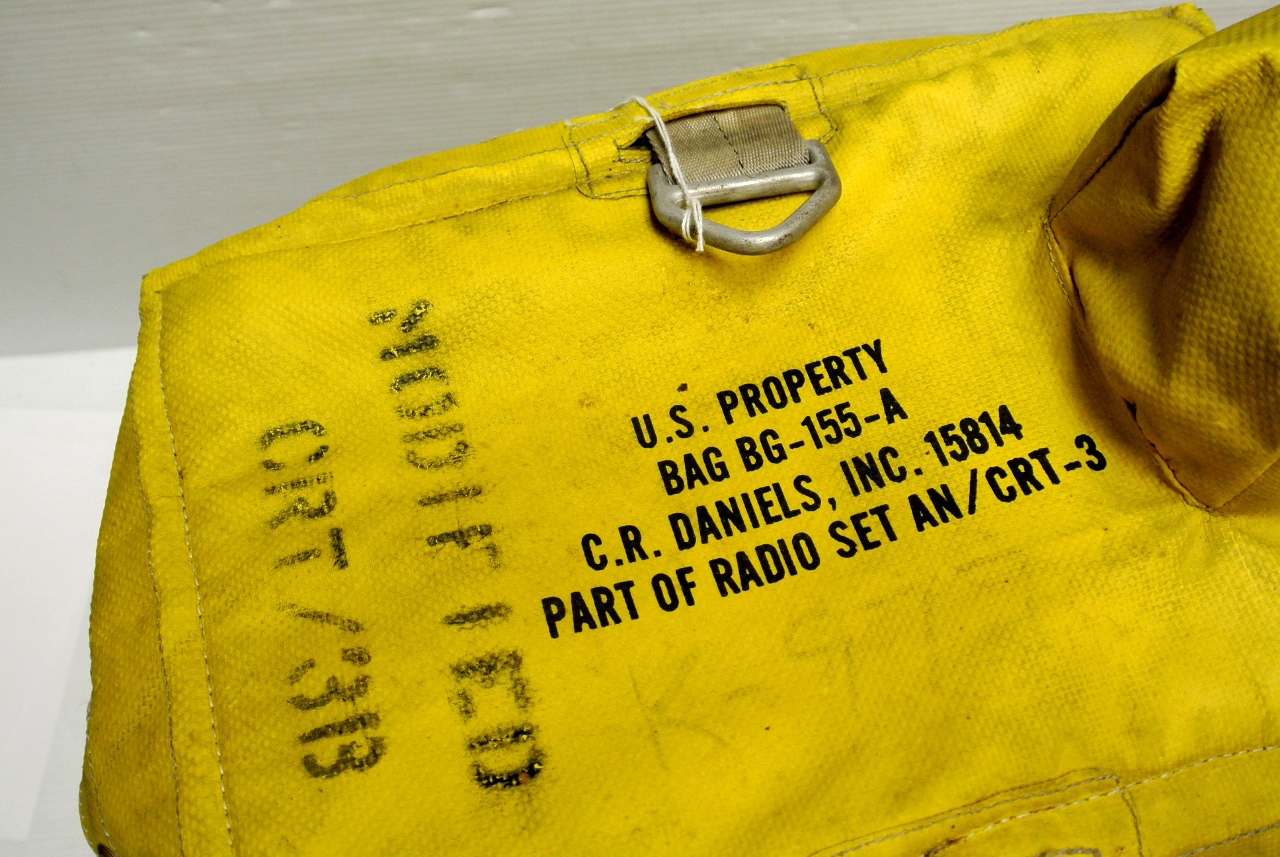 MODIFIED
CRT/3B
U.S. PROPERTY
BAG BG-155-A
C.R. DANIELS, INC. 15814
PART OF RADIO SET AN/CRT-3